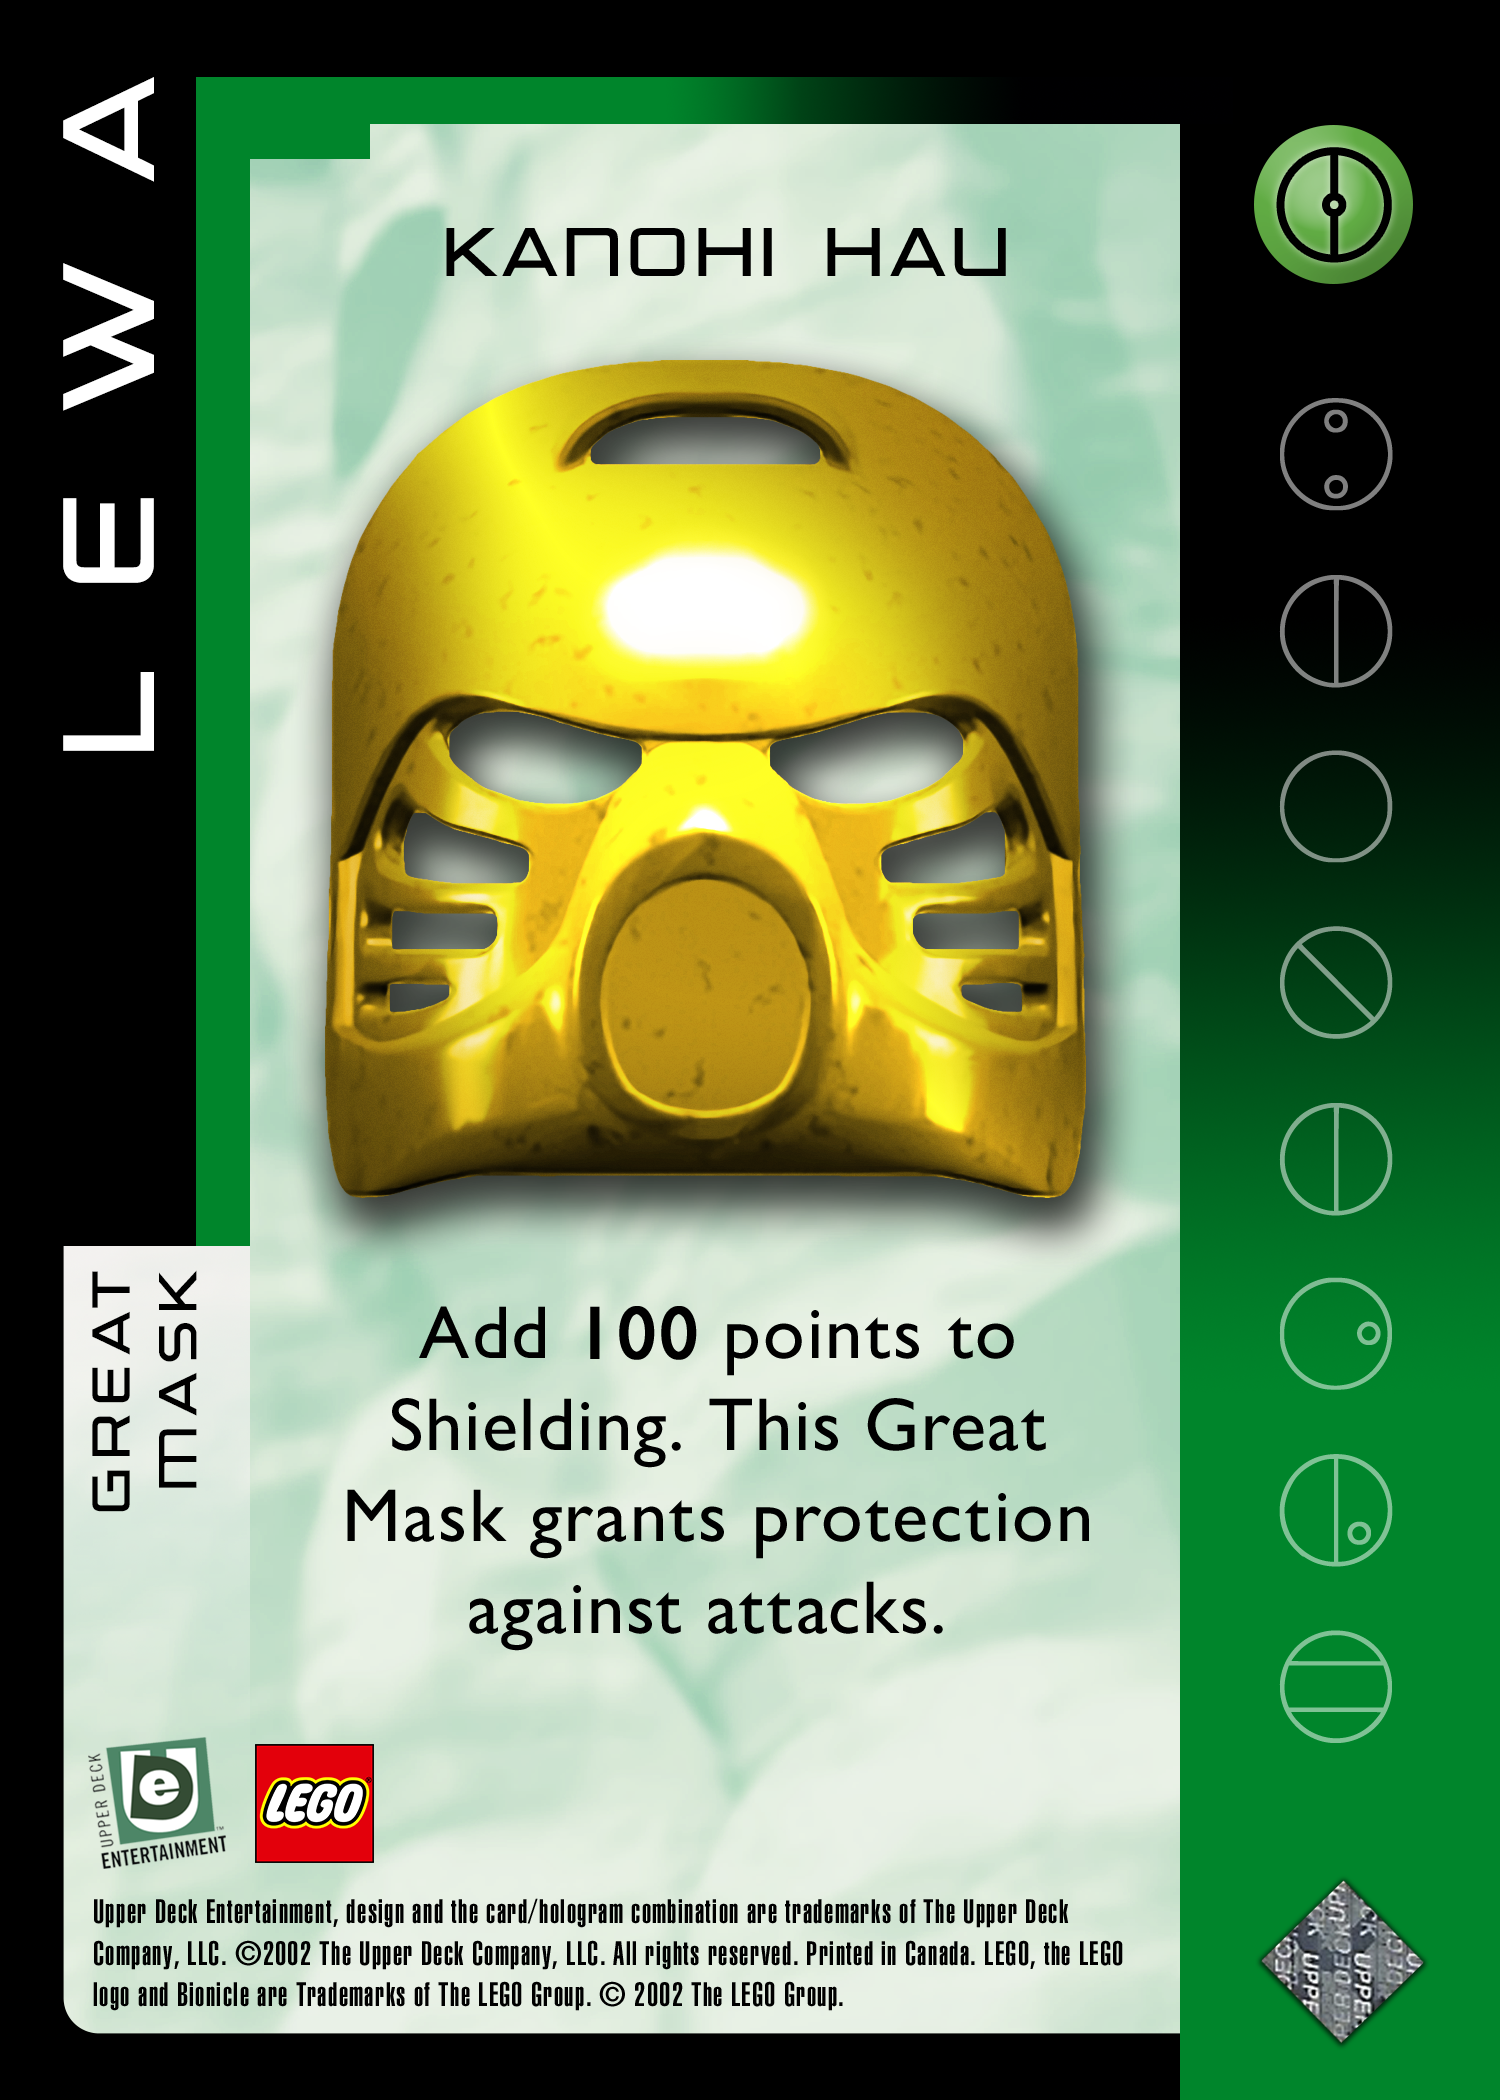 LEWA
KANOHI HAU
GREAT
MASK
Add 100 points to
Shielding. This Great
Mask grants protection
against attacks.
UPPER DECK
Ue
ENTERTAINMENT
™
LEGO
Upper Deck Entertainment, design and the card/hologram combination are trademarks of The Upper Deck
Company, LLC. ©2002 The Upper Deck Company, LLC. All rights reserved. Printed in Canada. LEGO, the LEGO
logo and Bionicle are Trademarks of The LEGO Group. © 2002 The LEGO Group.